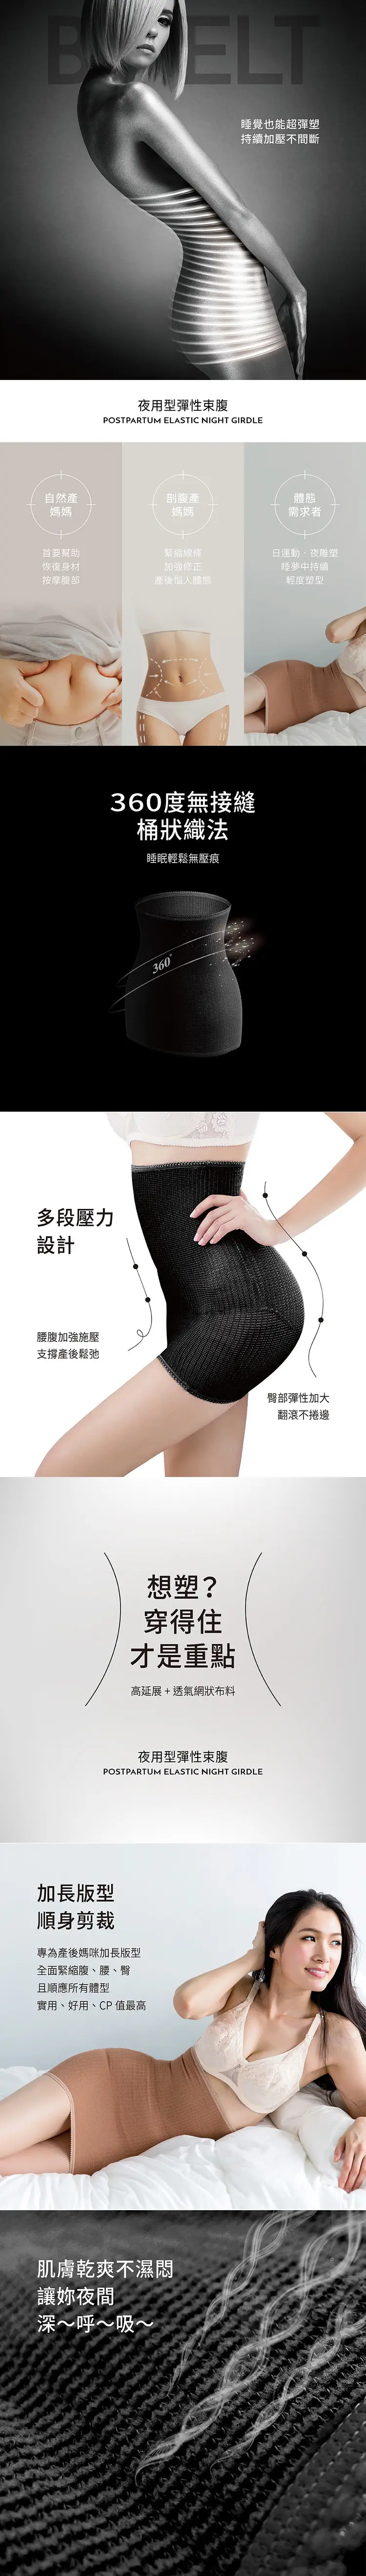 睡覺也能超彈塑
持續加壓不間斷
夜用型彈性束腹
POSTPARTUM ELASTIC NIGHT GIRDLE
自然產
媽媽
首要幫助
恢復身材
按摩腹部
剖腹產
媽媽
緊縮線條
加強修正
產後惱人體態
體態
需求者
日運動、夜雕塑
睡夢中持續
輕度塑型
360度無接縫
桶狀織法
睡眠輕鬆無壓痕
360°
多段壓力
設計
腰腹加強施壓
支撐產後鬆弛
臀部彈性加大
翻滾不捲邊
想塑？
穿得住
才是重點
高延展 + 透氣網狀布料
夜用型彈性束腹
POSTPARTUM ELASTIC NIGHT GIRDLE
加長版型
順身剪裁
專為產後媽咪加長版型
全面緊縮腹、腰、臀
且順應所有體型
實用、好用、CP 值最高
肌膚乾爽不濕悶
讓妳夜間
深～呼～吸～